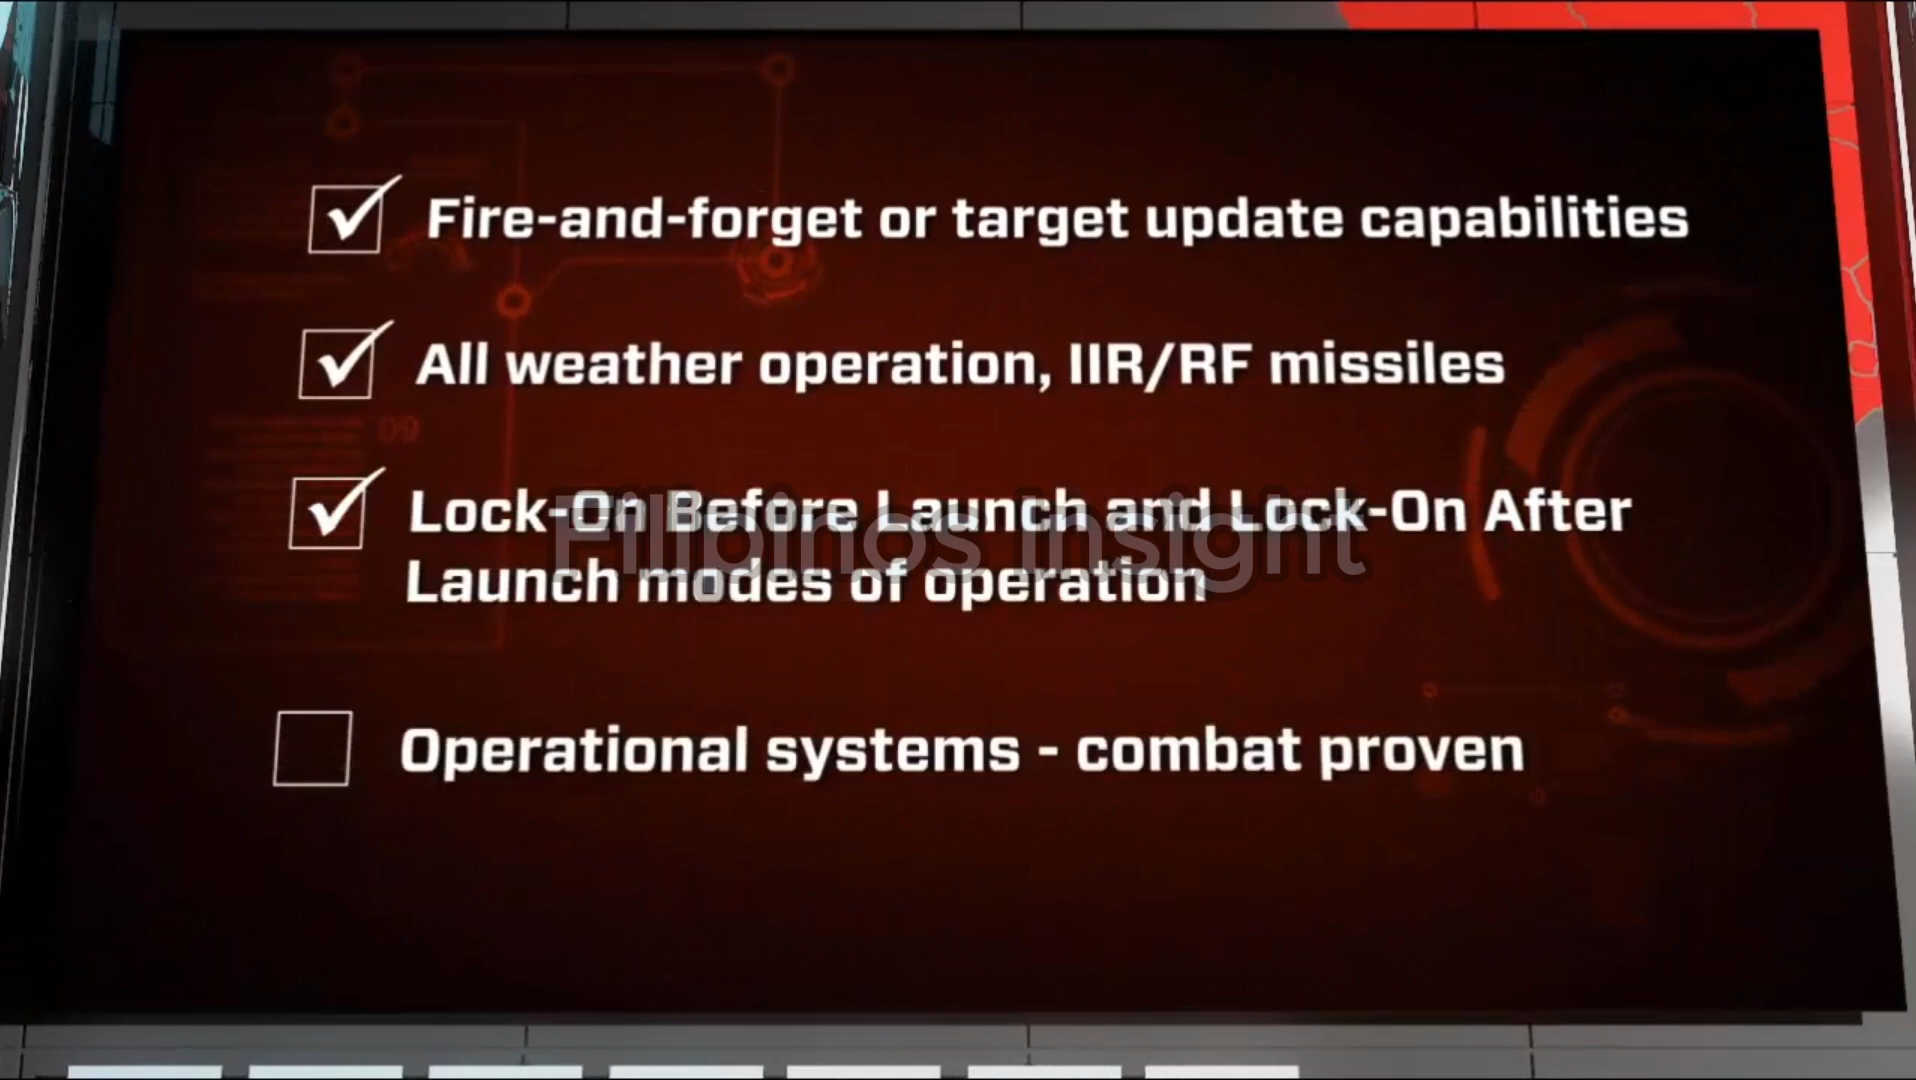 Fire-and-forget or target update capabilities
All weather operation, IIR/RF missiles
09
Lock-On Before Launch and Lock-On After
Launch modes of operation
Filipinos Insight
Operational systems - combat proven